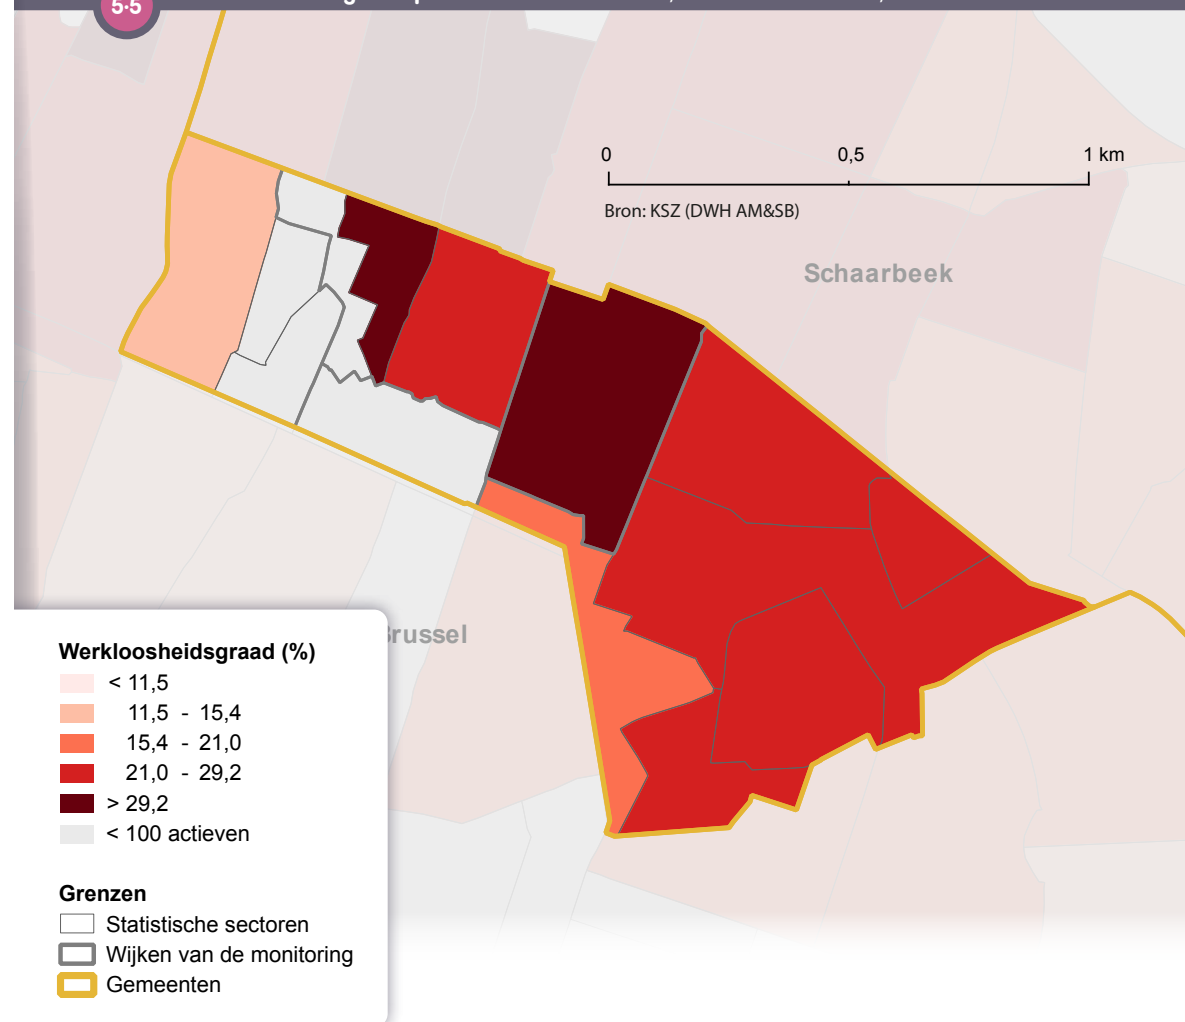 5·5
0 0,5 1 km
Bron: KSZ (DWH AM&SB)
Schaarbeek
Brussel
Werkloosheidsgraad (%)
< 11,5
11,5 - 15,4
15,4 - 21,0
21,0 - 29,2
> 29,2
< 100 actieven
Grenzen
Statistische sectoren
Wijken van de monitoring
Gemeenten